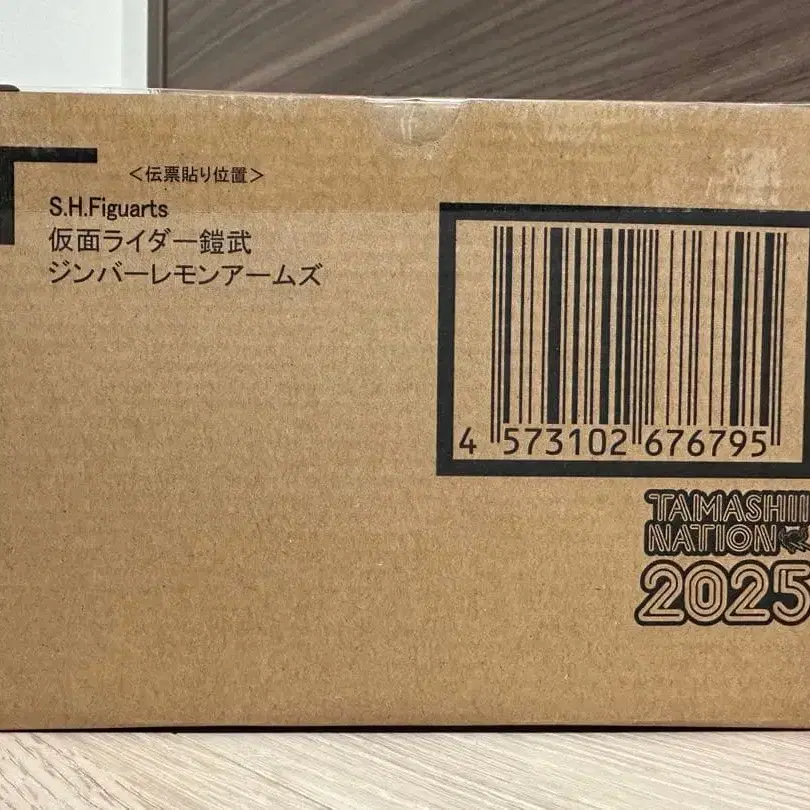 <伝票貼り位置>
S.H.Figuarts
仮面ライダー鎧武
ジンバーレモンアームズ
4 573102 676795
TAMASHII
NATION
2025